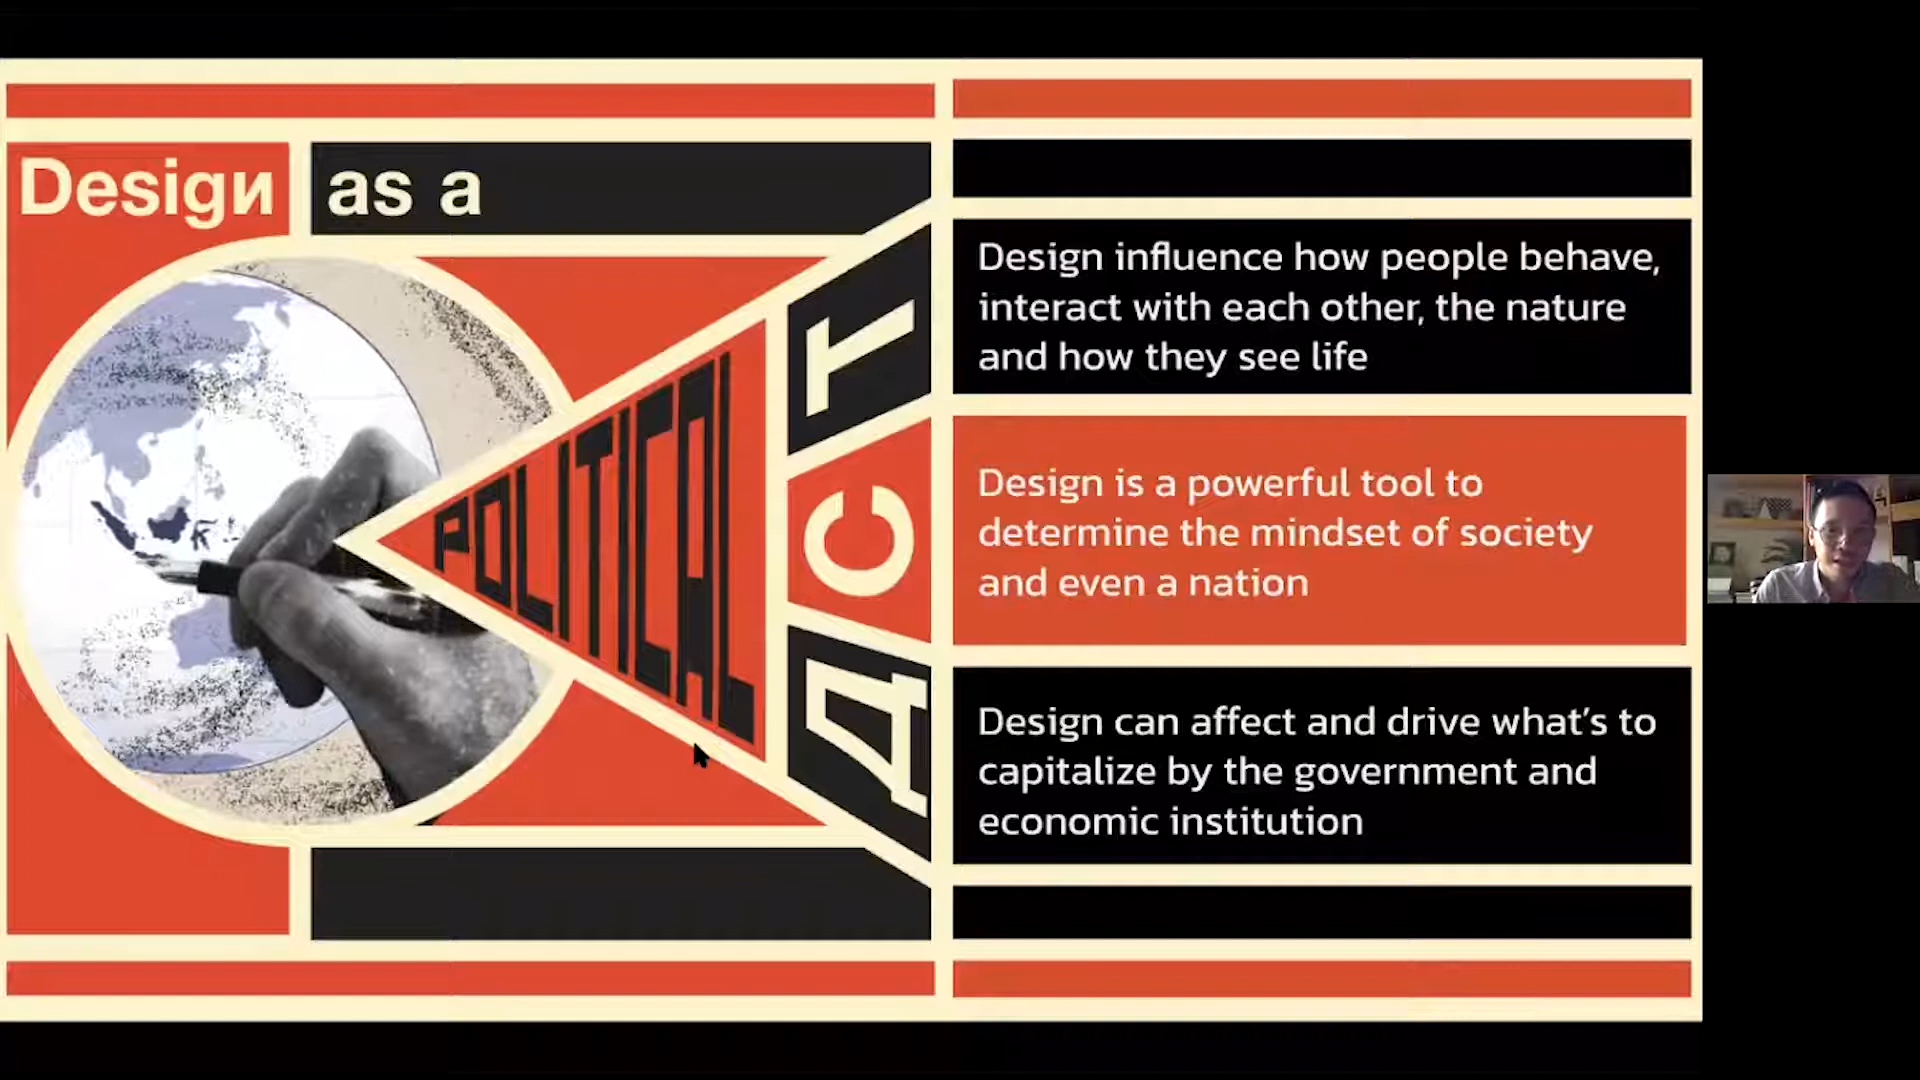 Desigи as a
POLITICAL
ДCT
Design influence how people behave,
interact with each other, the nature
and how they see life
Design is a powerful tool to
determine the mindset of society
and even a nation
Design can affect and drive what's to
capitalize by the government and
economic institution